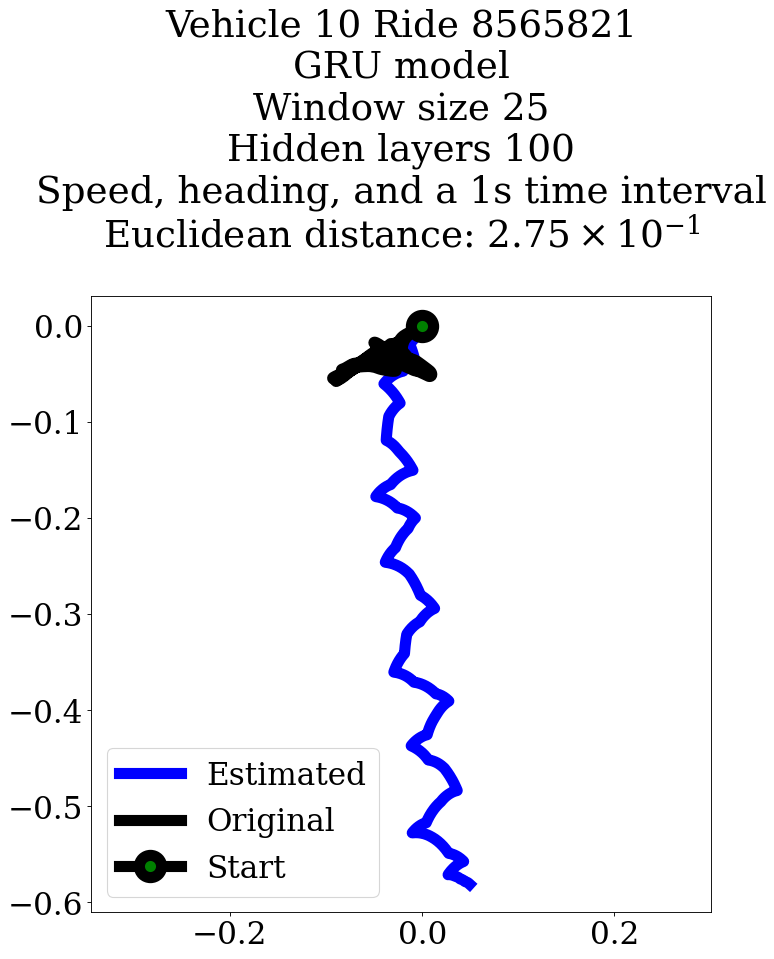 Vehicle 10 Ride 8565821
GRU model
Window size 25
Hidden layers 100
Speed, heading, and a 1s time interval
Euclidean distance: 2.75 × 10⁻¹
0.0
−0.1
−0.2
−0.3
−0.4
−0.5
−0.6
Estimated
Original
Start
−0.2 0.0 0.2